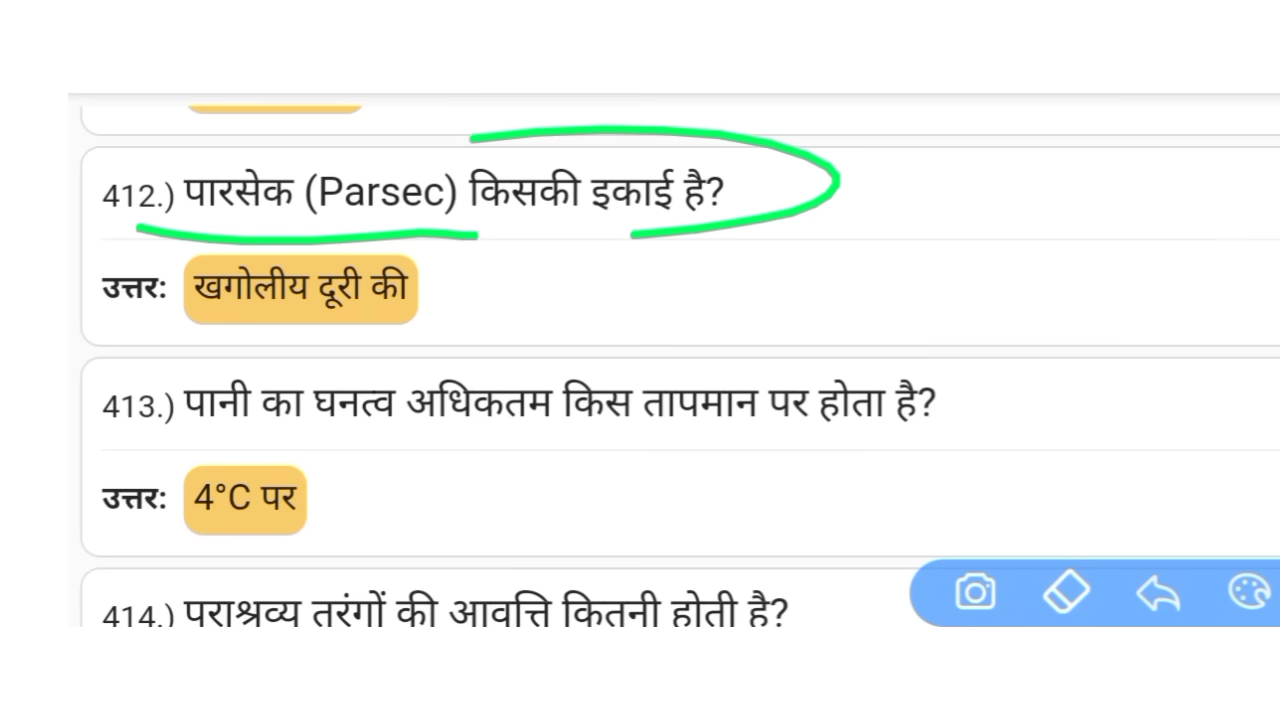 412.) पारसेक (Parsec) किसकी इकाई है?
उत्तर: खगोलीय दूरी की
413.) पानी का घनत्व अधिकतम किस तापमान पर होता है?
उत्तर: 4°C पर
414.) पराश्रव्य तरंगों की आवृत्ति कितनी होती है?